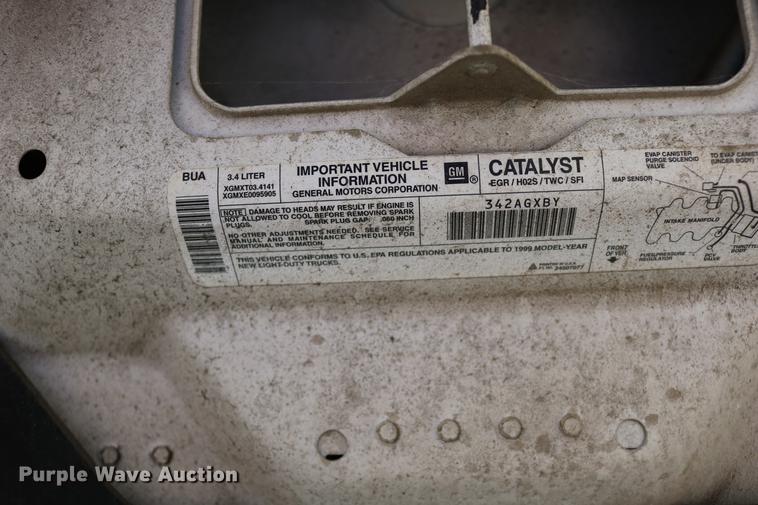 BUA
3.4 LITER
XGMXT03.4141
XGMXE0095905
IMPORTANT VEHICLE
INFORMATION
GENERAL MOTORS CORPORATION
GM ®
CATALYST
EGR / H02S / TWC / SFI
NOTE DAMAGE TO HEADS MAY RESULT IF ENGINE IS
NOT ALLOWED TO COOL BEFORE REMOVING SPARK
PLUGS. SPARK PLUG GAP: .060 INCH
NO OTHER ADJUSTMENTS NEEDED. SEE SERVICE
MANUAL AND MAINTENANCE SCHEDULE FOR
ADDITIONAL INFORMATION.
342AGXBY
THIS VEHICLE CONFORMS TO U.S. EPA REGULATIONS APPLICABLE TO 1999 MODEL-YEAR
NEW LIGHT-DUTY TRUCKS.
PRINTED IN U.S.A.
EVAP CANISTER
PURGE SOLENOID
VALVE
TO EVAP CANIS
(UNDER BODY)
MAP SENSOR
INTAKE MANIFOLD
FRONT
OF VEH
FUEL PRESSURE
REGULATOR
PCV
VALVE
THROTTL
BODY
Purple Wave Auction